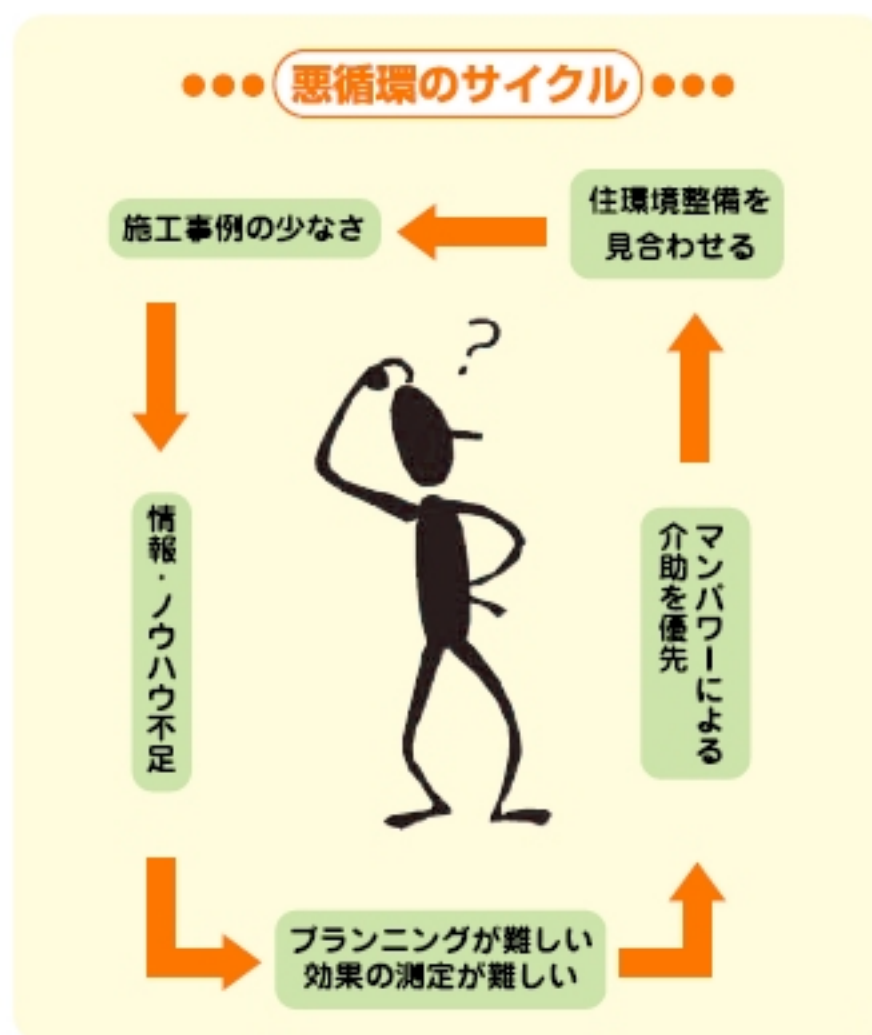 悪循環のサイクル
住環境整備を
見合わせる
施工事例の少なさ
?
情報・ノウハウ不足
マンパワーによる
介助を優先
プランニングが難しい
効果の測定が難しい